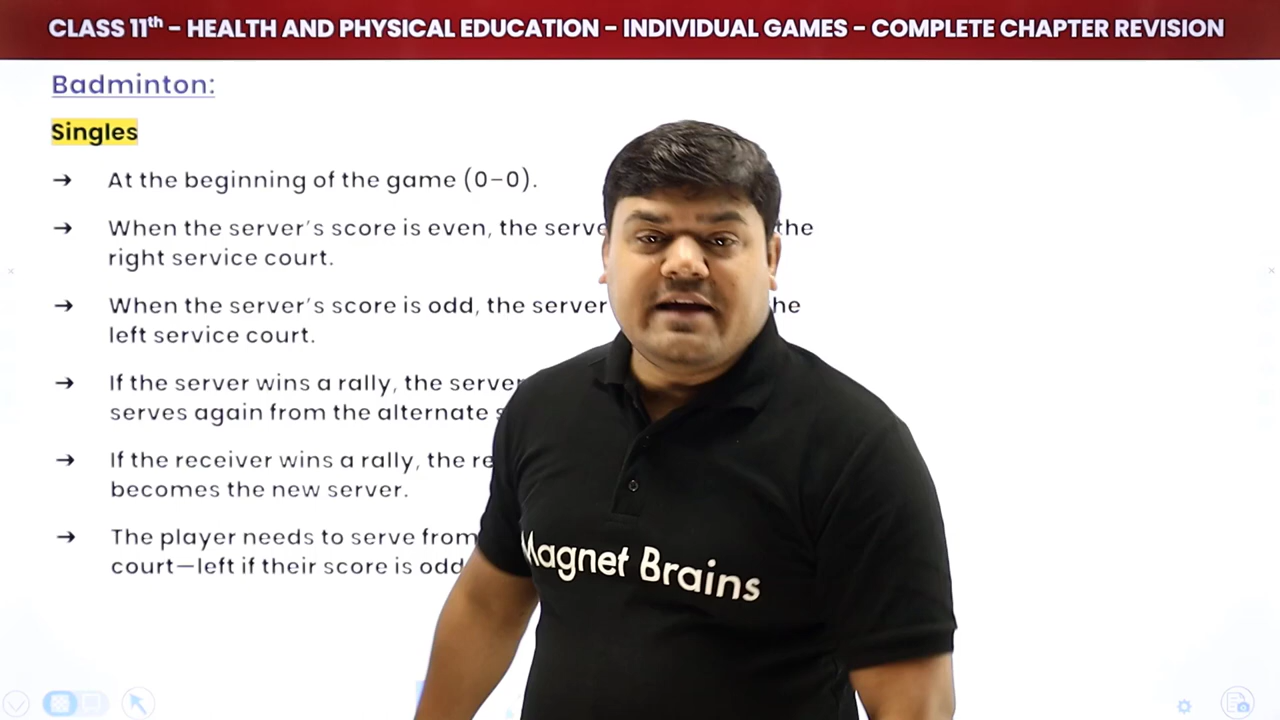 CLASS 11th – HEALTH AND PHYSICAL EDUCATION – INDIVIDUAL GAMES – COMPLETE CHAPTER REVISION
Badminton:
Singles
→ At the beginning of the game (0–0).
→ When the server's score is even, the the
right service court.
→ When the server's score is odd, the server
left service court.
→ If the server wins a rally, the server
serves again from the alternate
→ If the receiver wins a rally, the
becomes the new server.
→ The player needs to serve from
court—left if their score is odd
Magnet Brains